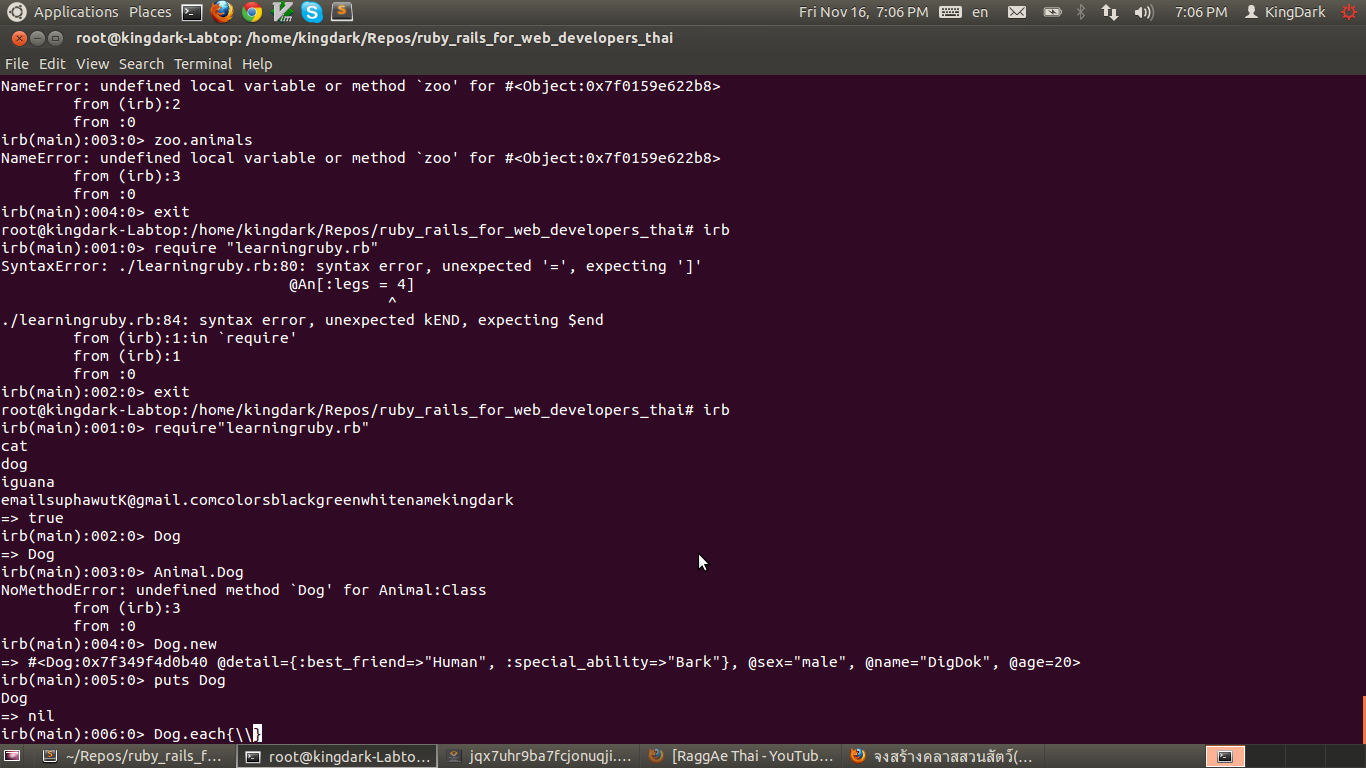 Applications Places Fri Nov 16, 7:06 PM en 7:06 PM KingDark
root@kingdark-Labtop: /home/kingdark/Repos/ruby_rails_for_web_developers_thai
File Edit View Search Terminal Help
NameError: undefined local variable or method `zoo' for #<Object:0x7f0159e622b8>
        from (irb):2
        from :0
irb(main):003:0> zoo.animals
NameError: undefined local variable or method `zoo' for #<Object:0x7f0159e622b8>
        from (irb):3
        from :0
irb(main):004:0> exit
root@kingdark-Labtop:/home/kingdark/Repos/ruby_rails_for_web_developers_thai# irb
irb(main):001:0> require "learningruby.rb"
SyntaxError: ./learningruby.rb:80: syntax error, unexpected '=', expecting ']'
                                @An[:legs = 4]
                                           ^
./learningruby.rb:84: syntax error, unexpected kEND, expecting $end
        from (irb):1:in `require'
        from (irb):1
        from :0
irb(main):002:0> exit
root@kingdark-Labtop:/home/kingdark/Repos/ruby_rails_for_web_developers_thai# irb
irb(main):001:0> require"learningruby.rb"
cat
dog
iguana
emailsuphawutK@gmail.comcolorsblackgreenwhitenamekingdark
=> true
irb(main):002:0> Dog
=> Dog
irb(main):003:0> Animal.Dog
NoMethodError: undefined method `Dog' for Animal:Class
        from (irb):3
        from :0
irb(main):004:0> Dog.new
=> #<Dog:0x7f349f4d0b40 @detail={:best_friend=>"Human", :special_ability=>"Bark"}, @sex="male", @name="DigDok", @age=20>
irb(main):005:0> puts Dog
Dog
=> nil
irb(main):006:0> Dog.each{\\}
~/Repos/ruby_rails_f... root@kingdark-Labto... jqx7uhr9ba7fcjonuqji.... [RaggAe Thai - YouTub... จงสร้างคลาสสวนสัตว์(...